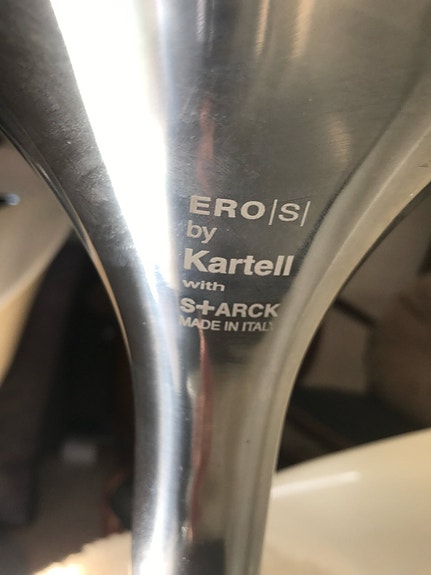 ERO|S|
by
Kartell
with
S+ARCK
MADE IN ITALY